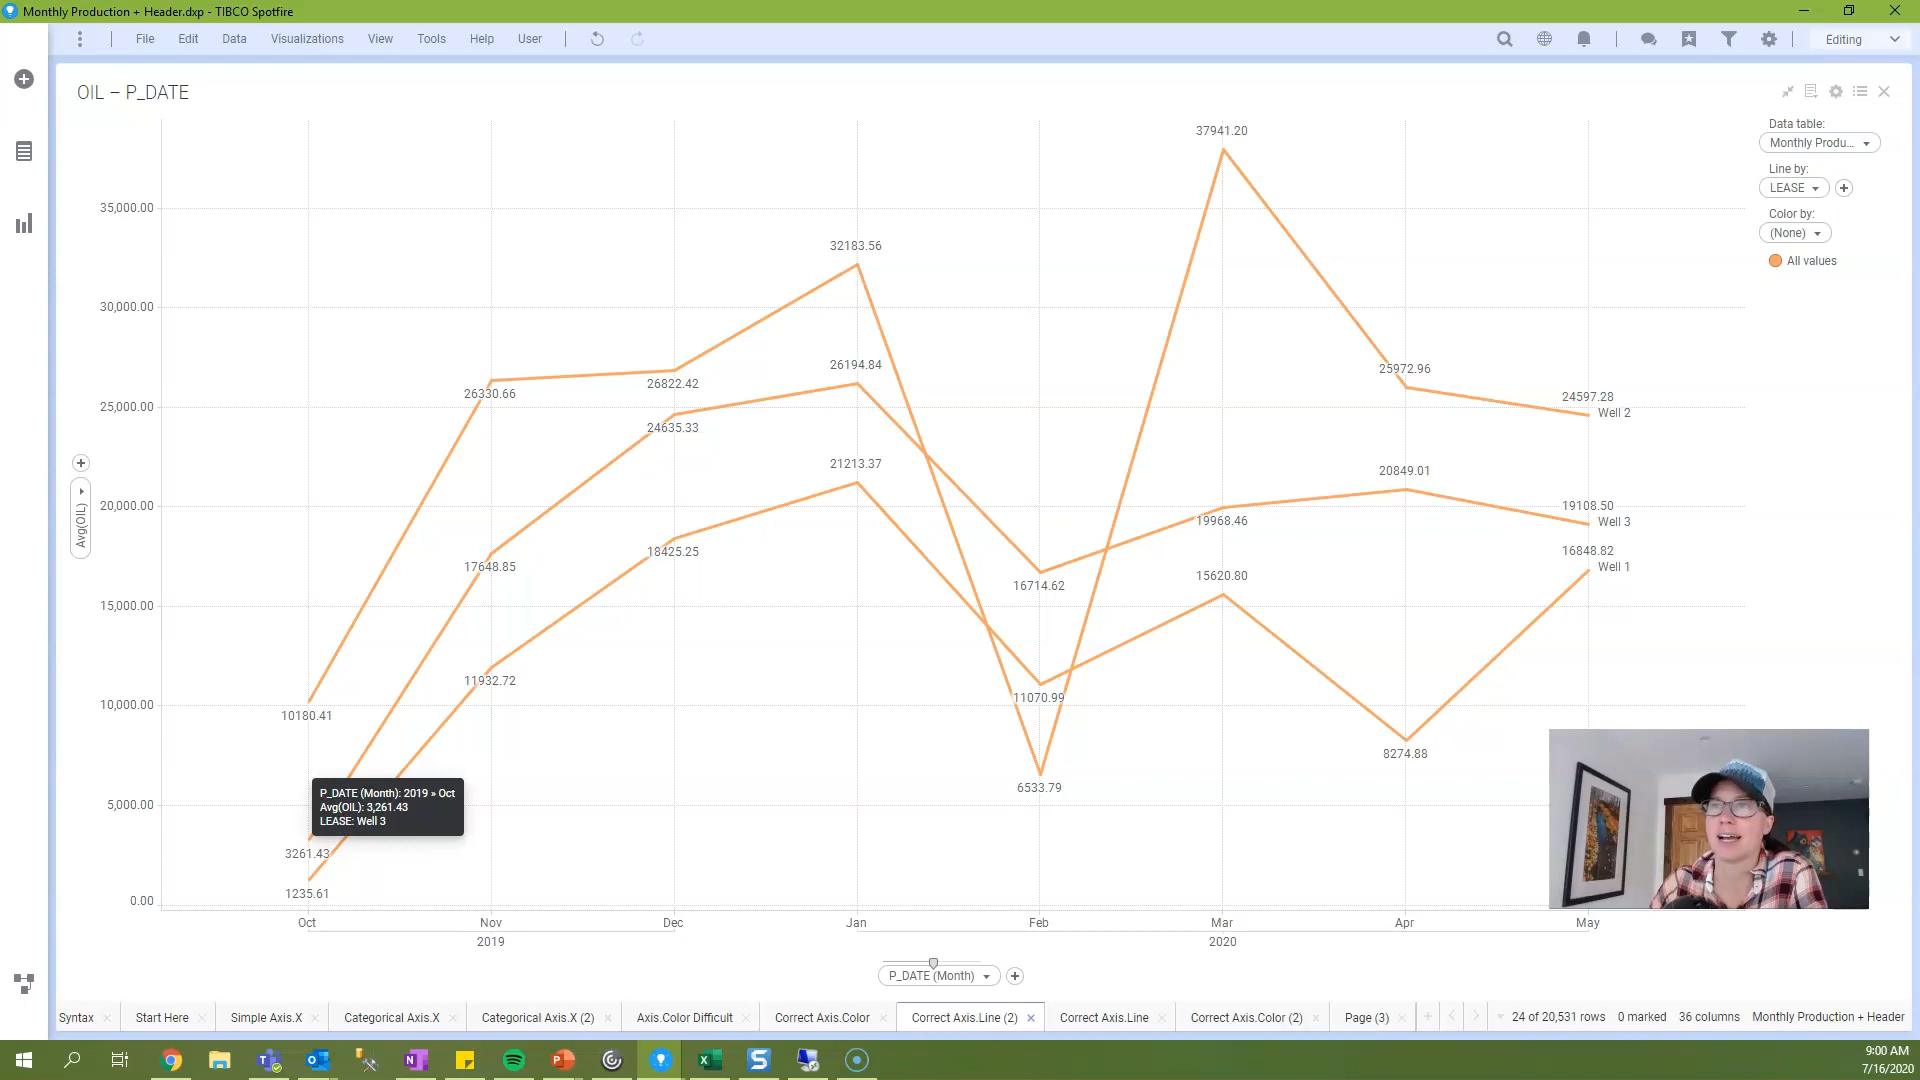 Monthly Production + Header.dxp - TIBCO Spotfire
File Edit Data Visualizations View Tools Help User Editing
OIL – P_DATE
Data table:
Monthly Produ...
Line by:
LEASE
Color by:
(None)
All values
35,000.00
30,000.00
25,000.00
20,000.00
15,000.00
10,000.00
5,000.00
0.00
Avg(OIL)
37941.20
32183.56
26194.84
25972.96
26822.42
26330.66
24597.28
Well 2
24635.33
21213.37
20849.01
19108.50
Well 3
19968.46
18425.25
16848.82
Well 1
17648.85
15620.80
16714.62
11932.72
11070.99
10180.41
8274.88
6533.79
P_DATE (Month): 2019 » Oct
Avg(OIL): 3,261.43
LEASE: Well 3
3261.43
1235.61
Oct Nov Dec Jan Feb Mar Apr May
2019 2020
P_DATE (Month)
Syntax Start Here Simple Axis.X Categorical Axis.X Categorical Axis.X (2) Axis.Color Difficult Correct Axis.Color Correct Axis.Line (2) Correct Axis.Line Correct Axis.Color (2) Page (3) 24 of 20,531 rows 0 marked 36 columns Monthly Production + Header
9:00 AM
7/16/2020